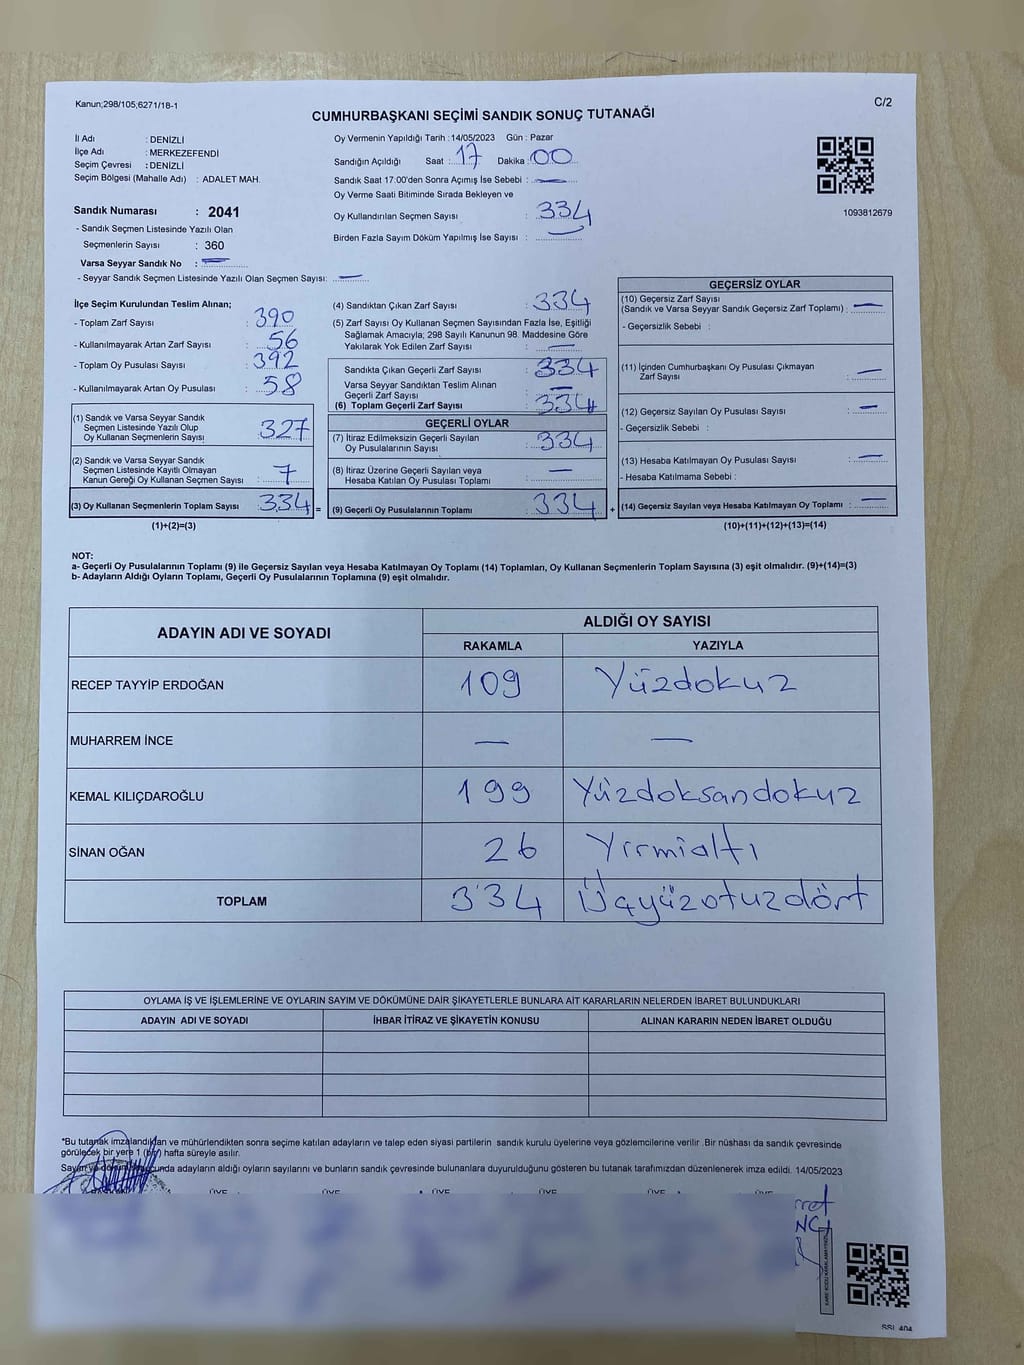 Kanun;298/105;6271/18-1
C/2
CUMHURBAŞKANI SEÇİMİ SANDIK SONUÇ TUTANAĞI
İl Adı : DENİZLİ
İlçe Adı : MERKEZEFENDİ
Seçim Çevresi : DENİZLİ
Seçim Bölgesi (Mahalle Adı) : ADALET MAH.
Sandık Numarası : 2041
- Sandık Seçmen Listesinde Yazılı Olan
Seçmenlerin Sayısı : 360
Varsa Seyyar Sandık No : —
- Seyyar Sandık Seçmen Listesinde Yazılı Olan Seçmen Sayısı: —
Oy Vermenin Yapıldığı Tarih : 14/05/2023 Gün : Pazar
Sandığın Açıldığı Saat : 17 Dakika : 00
Sandık Saat 17:00'den Sonra Açımış İse Sebebi : —
Oy Verme Saati Bitiminde Sırada Bekleyen ve
Oy Kullandırılan Seçmen Sayısı : 334
Birden Fazla Sayım Döküm Yapılmış İse Sayısı : —
1093812679
İlçe Seçim Kurulundan Teslim Alınan;
- Toplam Zarf Sayısı : 390
- Kullanılmayarak Artan Zarf Sayısı : 56
- Toplam Oy Pusulası Sayısı : 392
- Kullanılmayarak Artan Oy Pusulası : 58
(1) Sandık ve Varsa Seyyar Sandık
Seçmen Listesinde Yazılı Olup
Oy Kullanan Seçmenlerin Sayısı 327
(2) Sandık ve Varsa Seyyar Sandık
Seçmen Listesinde Kayıtlı Olmayan
Kanun Gereği Oy Kullanan Seçmen Sayısı : 7
(3) Oy Kullanan Seçmenlerin Toplam Sayısı : 334 =
(1)+(2)=(3)
(4) Sandıktan Çıkan Zarf Sayısı : 334
(5) Zarf Sayısı Oy Kullanan Seçmen Sayısından Fazla İse, Eşitliği
Sağlamak Amacıyla; 298 Sayılı Kanunun 98. Maddesine Göre
Yakılarak Yok Edilen Zarf Sayısı : —
Sandıkta Çıkan Geçerli Zarf Sayısı : 334
Varsa Seyyar Sandıktan Teslim Alınan
Geçerli Zarf Sayısı : —
(6) Toplam Geçerli Zarf Sayısı : 334
GEÇERLİ OYLAR
(7) İtiraz Edilmeksizin Geçerli Sayılan
Oy Pusulalarının Sayısı : 334
(8) İtiraz Üzerine Geçerli Sayılan veya
Hesaba Katılan Oy Pusulası Toplamı : —
(9) Geçerli Oy Pusulalarının Toplamı : 334 +
GEÇERSİZ OYLAR
(10) Geçersiz Zarf Sayısı
(Sandık ve Varsa Seyyar Sandık Geçersiz Zarf Toplamı) : —
- Geçersizlik Sebebi :
(11) İçinden Cumhurbaşkanı Oy Pusulası Çıkmayan
Zarf Sayısı : —
(12) Geçersiz Sayılan Oy Pusulası Sayısı : —
- Geçersizlik Sebebi :
(13) Hesaba Katılmayan Oy Pusulası Sayısı : —
- Hesaba Katılmama Sebebi :
(14) Geçersiz Sayılan veya Hesaba Katılmayan Oy Toplamı : —
(10)+(11)+(12)+(13)=(14)
NOT:
a- Geçerli Oy Pusulalarının Toplamı (9) ile Geçersiz Sayılan veya Hesaba Katılmayan Oy Toplamı (14) Toplamları, Oy Kullanan Seçmenlerin Toplam Sayısına (3) eşit olmalıdır. (9)+(14)=(3)
b- Adayların Aldığı Oyların Toplamı, Geçerli Oy Pusulalarının Toplamına (9) eşit olmalıdır.
ADAYIN ADI VE SOYADI
ALDIĞI OY SAYISI
RAKAMLA YAZIYLA
RECEP TAYYİP ERDOĞAN 109 Yüzdokuz
MUHARREM İNCE — —
KEMAL KILIÇDAROĞLU 199 Yüzdoksandokuz
SİNAN OĞAN 26 Yirmialtı
TOPLAM 334 Üçyüzotuzdört
OYLAMA İŞ VE İŞLEMLERİNE VE OYLARIN SAYIM VE DÖKÜMÜNE DAİR ŞİKAYETLERLE BUNLARA AİT KARARLARIN NELERDEN İBARET BULUNDUKLARI
ADAYIN ADI VE SOYADI İHBAR İTİRAZ VE ŞİKAYETİN KONUSU ALINAN KARARIN NEDEN İBARET OLDUĞU
*Bu tutanak imzalandıktan ve mühürlendikten sonra seçime katılan adayların ve talep eden siyasi partilerin sandık kurulu üyelerine veya gözlemcilerine verilir .Bir nüshası da sandık çevresinde
görülecek bir yere 1 (bir) hafta süreyle asılır.
Sayım ve döküm sonucunda adayların aldığı oyların sayılarını ve bunların sandık çevresinde bulunanlara duyurulduğunu gösteren bu tutanak tarafımızdan düzenlenerek imza edildi. 14/05/2023
ÜYE ÜYE ÜYE ÜYE ÜYE ÜYE